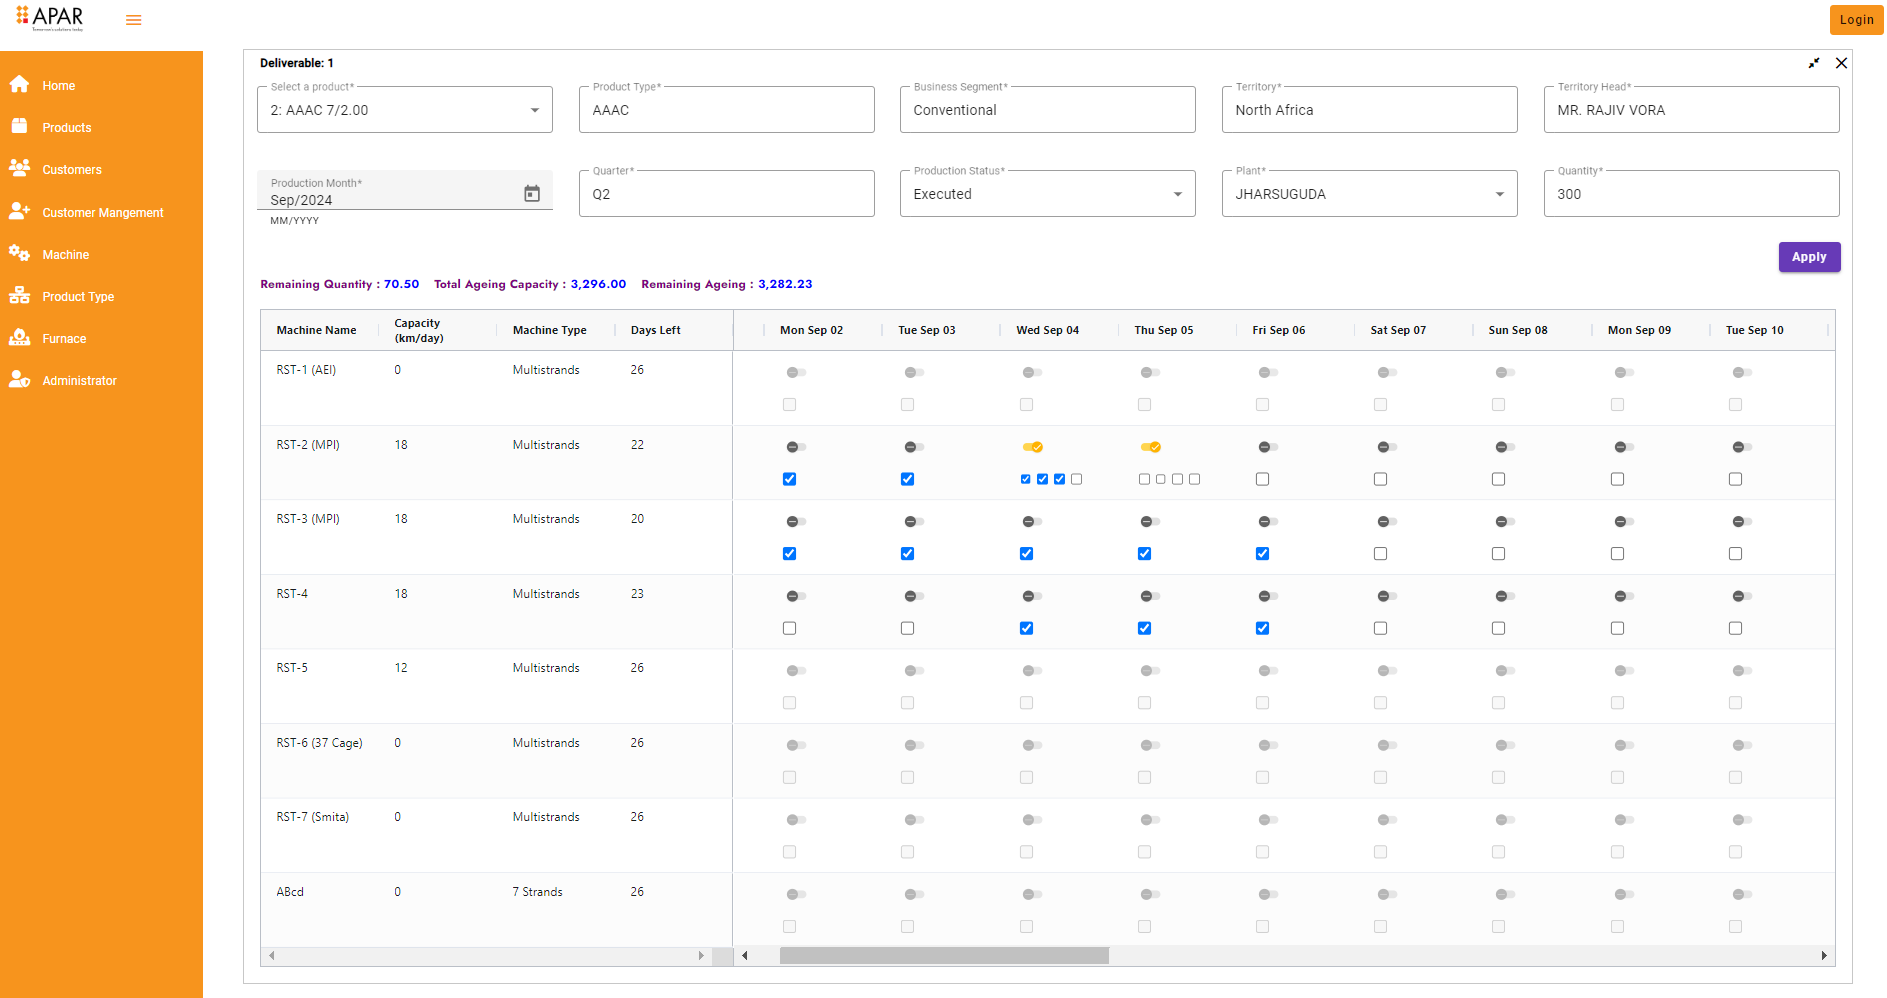 APAR
Tomorrow's solutions today
Login
Home
Products
Customers
Customer Mangement
Machine
Product Type
Furnace
Administrator
Deliverable: 1
Select a product*
2: AAAC 7/2.00
Product Type*
AAAC
Business Segment*
Conventional
Territory*
North Africa
Territory Head*
MR. RAJIV VORA
Production Month*
Sep/2024
MM/YYYY
Quarter*
Q2
Production Status*
Executed
Plant*
JHARSUGUDA
Quantity*
300
Apply
Remaining Quantity : 70.50 Total Ageing Capacity : 3,296.00 Remaining Ageing : 3,282.23
Machine Name Capacity (km/day) Machine Type Days Left Mon Sep 02 Tue Sep 03 Wed Sep 04 Thu Sep 05 Fri Sep 06 Sat Sep 07 Sun Sep 08 Mon Sep 09 Tue Sep 10
RST-1 (AEI) 0 Multistrands 26
RST-2 (MPI) 18 Multistrands 22
RST-3 (MPI) 18 Multistrands 20
RST-4 18 Multistrands 23
RST-5 12 Multistrands 26
RST-6 (37 Cage) 0 Multistrands 26
RST-7 (Smita) 0 Multistrands 26
ABcd 0 7 Strands 26